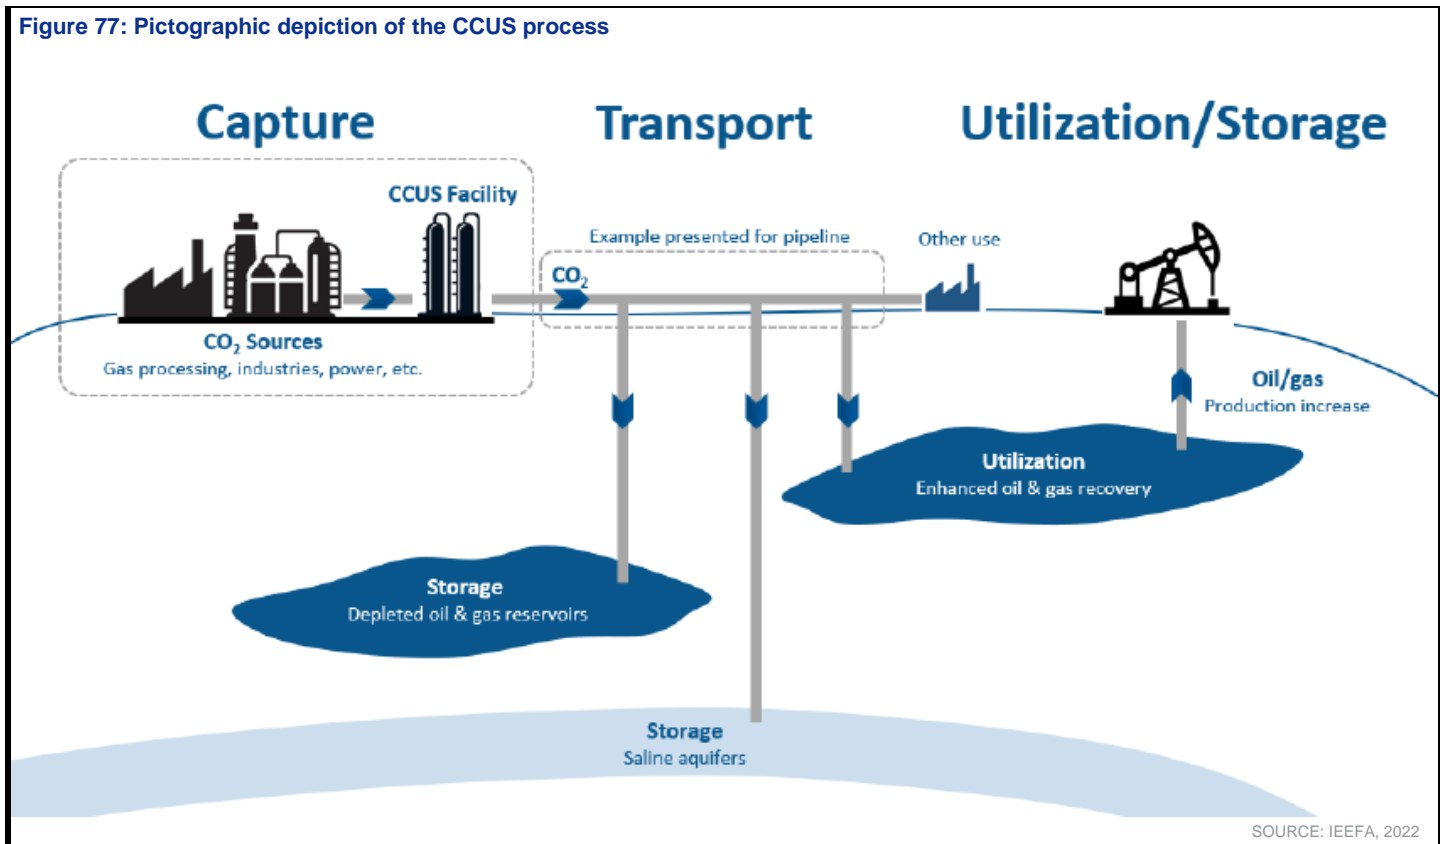 Figure 77: Pictographic depiction of the CCUS process
Capture
Transport
Utilization/Storage
CCUS Facility
Example presented for pipeline
Other use
CO₂
CO₂ Sources
Gas processing, industries, power, etc.
Oil/gas
Production increase
Utilization
Enhanced oil & gas recovery
Storage
Depleted oil & gas reservoirs
Storage
Saline aquifers
SOURCE: IEEFA, 2022